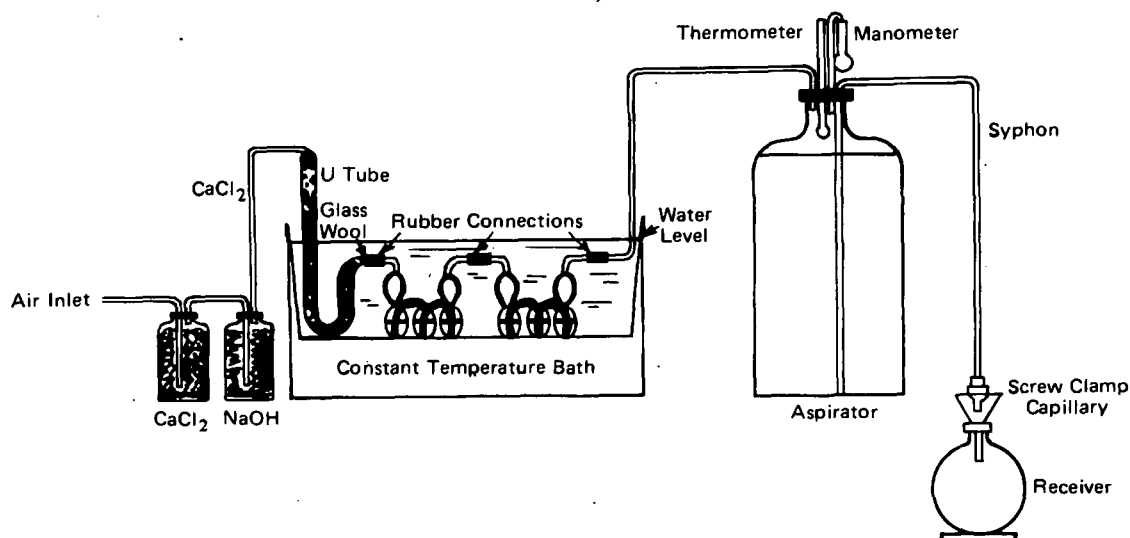 Thermometer
Manometer
Syphon
CaCl₂
U Tube
Glass
Wool
Rubber Connections
Water
Level
Air Inlet
Constant Temperature Bath
CaCl₂
NaOH
Aspirator
Screw Clamp
Capillary
Receiver